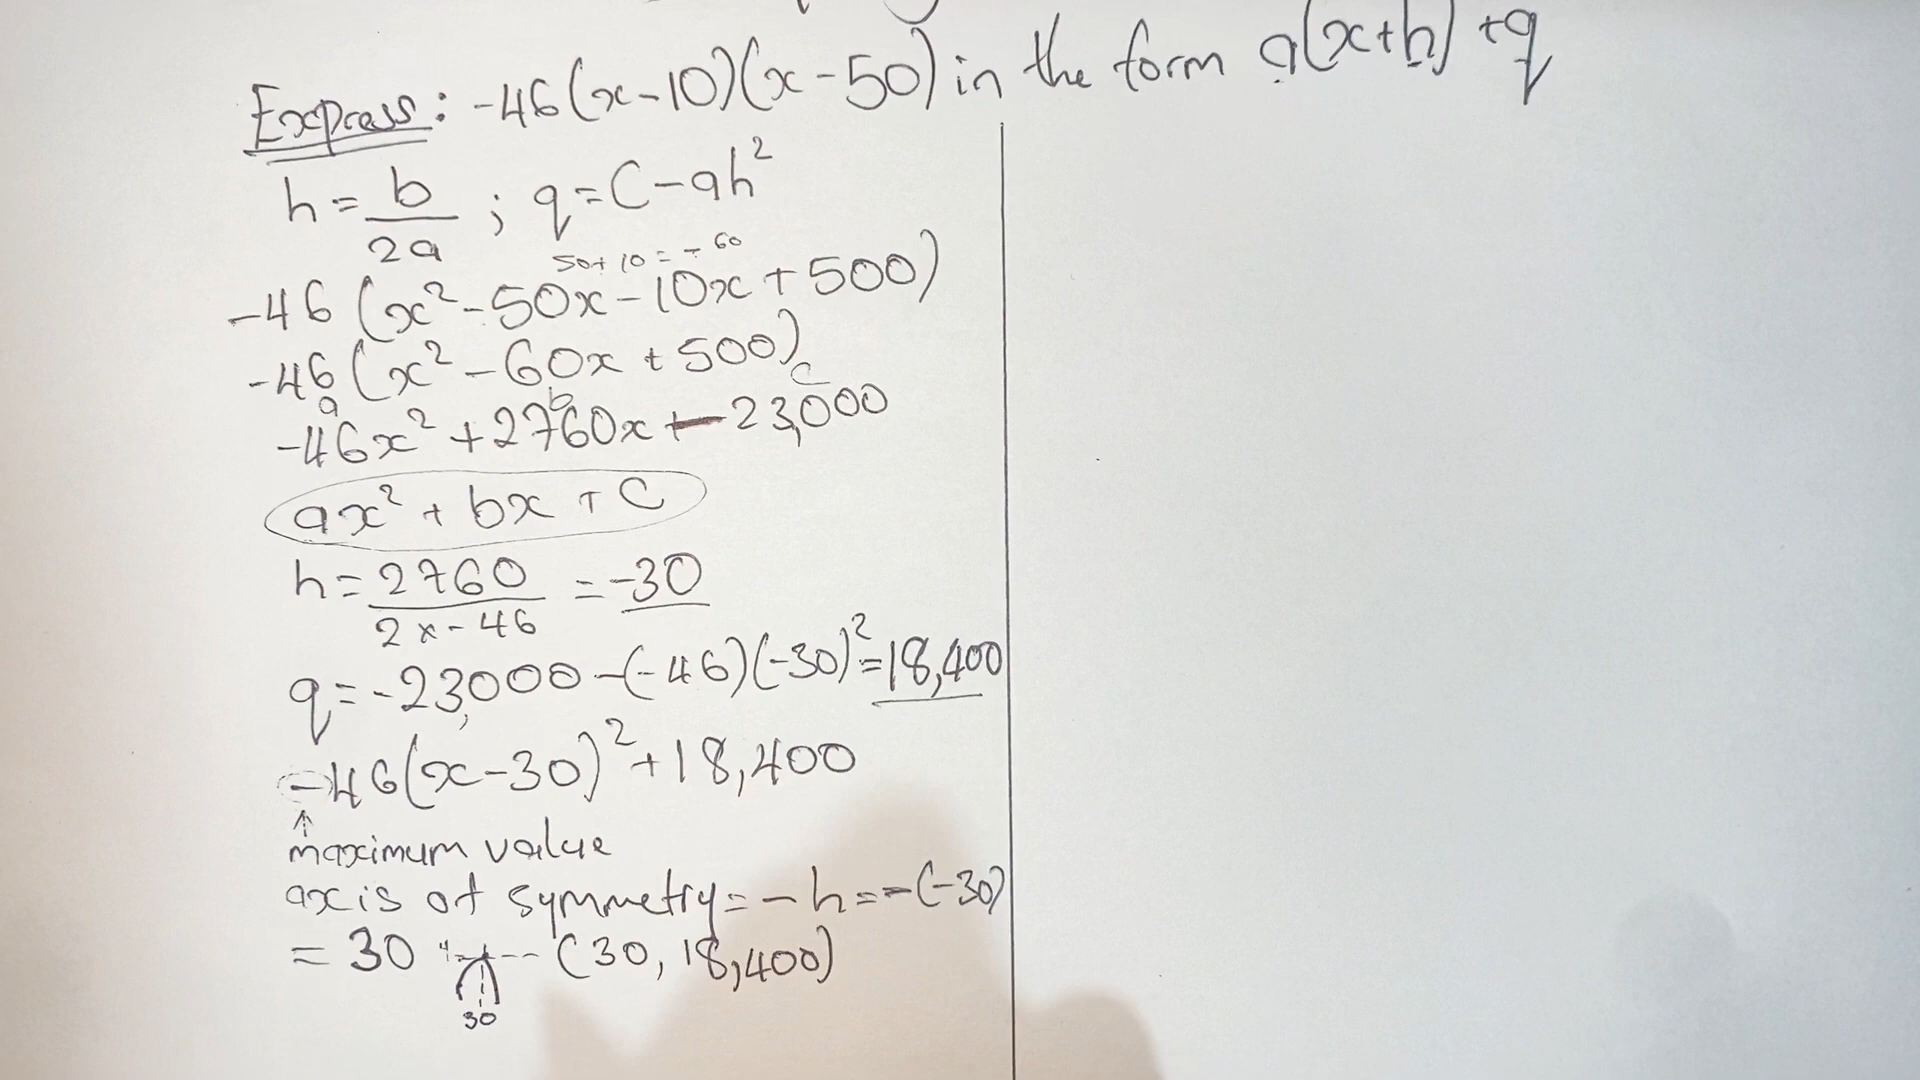 Express: -46(x-10)(x-50) in the form a(x+h)+q
h = b/2a ; q = C-ah²
50+10 = -60
-46(x²-50x-10x+500)
-46(x²-60x+500)
a b c
-46x²+2760x-23,000
ax²+bx+C
h = 2760/2x-46 = -30
q = -23,000-(-46)(-30)² = 18,400
-46(x-30)²+18,400
↑
maximum value
axis of symmetry = -h = -(-30)
= 30 (30, 18,400)
30